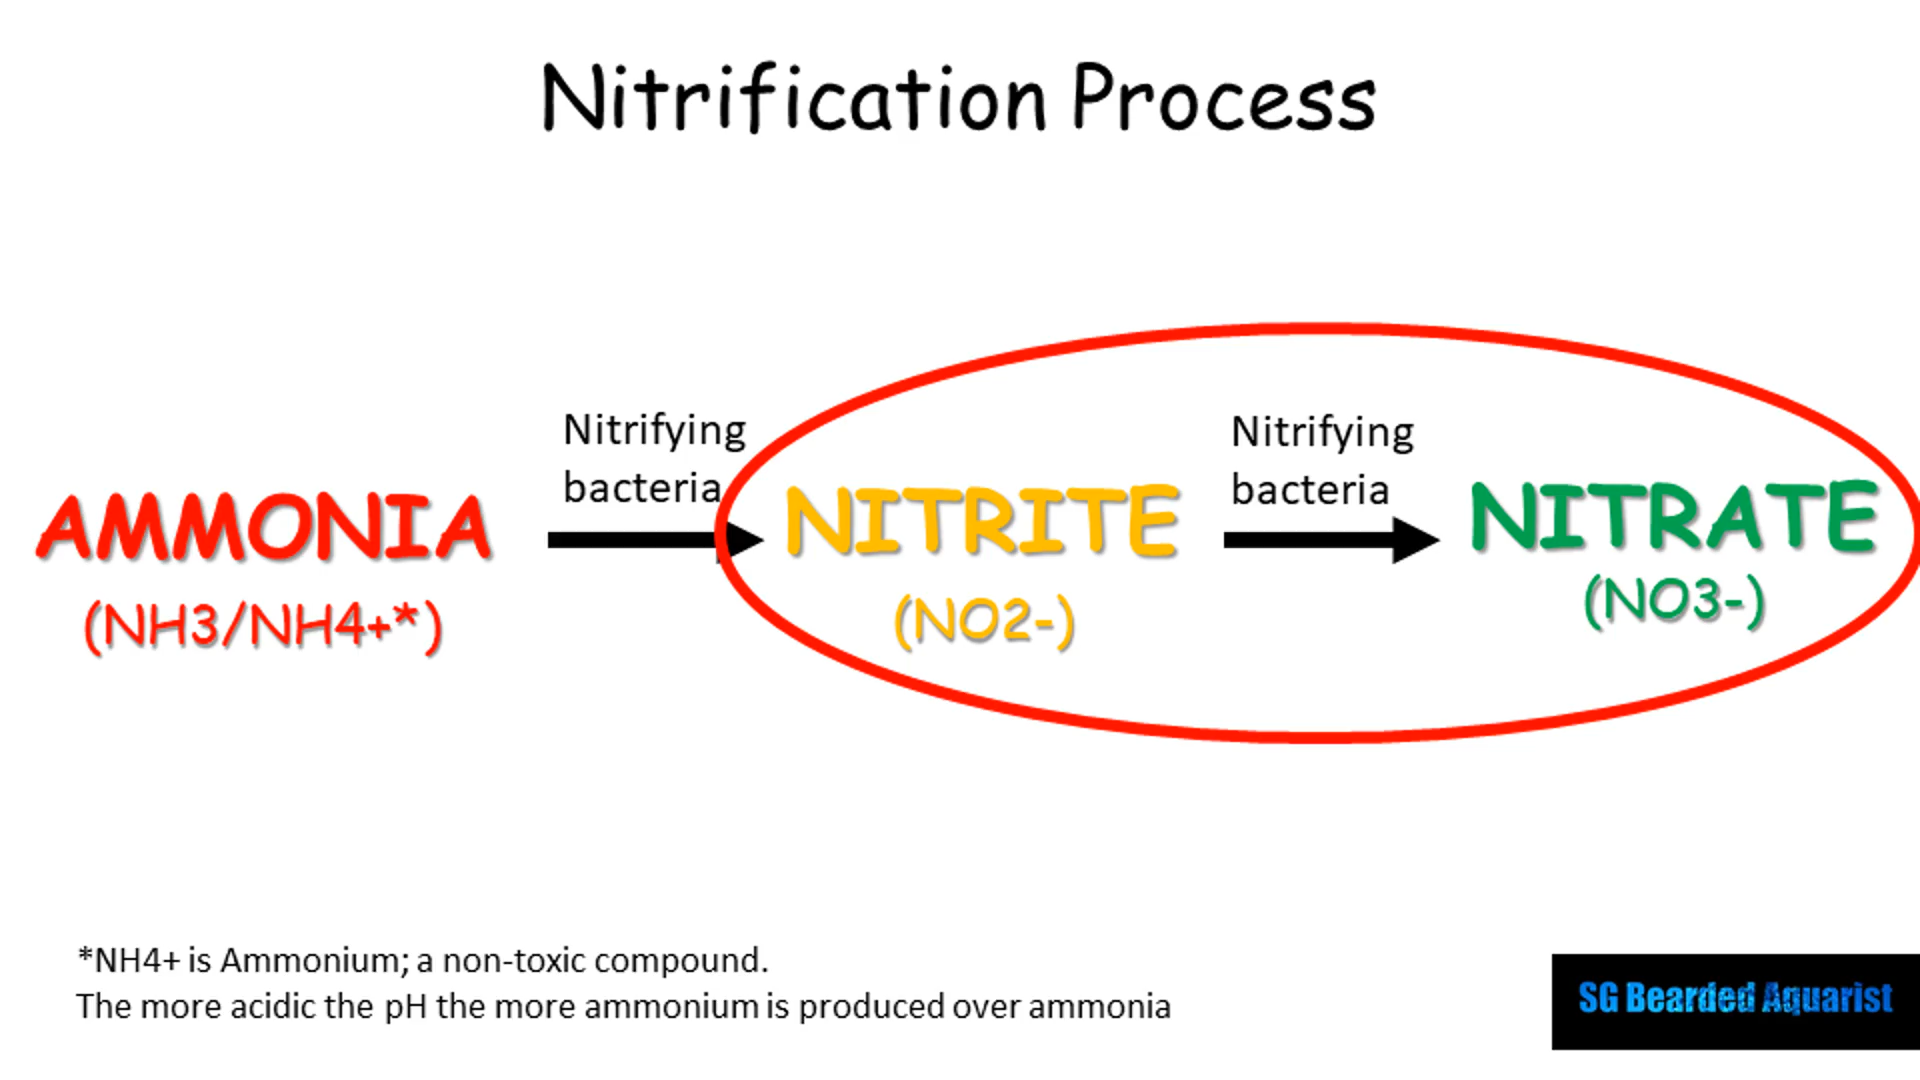 Nitrification Process
Nitrifying
bacteria
Nitrifying
bacteria
AMMONIA
NITRITE
NITRATE
(NH3/NH4+*)
(NO2-)
(NO3-)
*NH4+ is Ammonium; a non-toxic compound.
The more acidic the pH the more ammonium is produced over ammonia
SG Bearded Aquarist